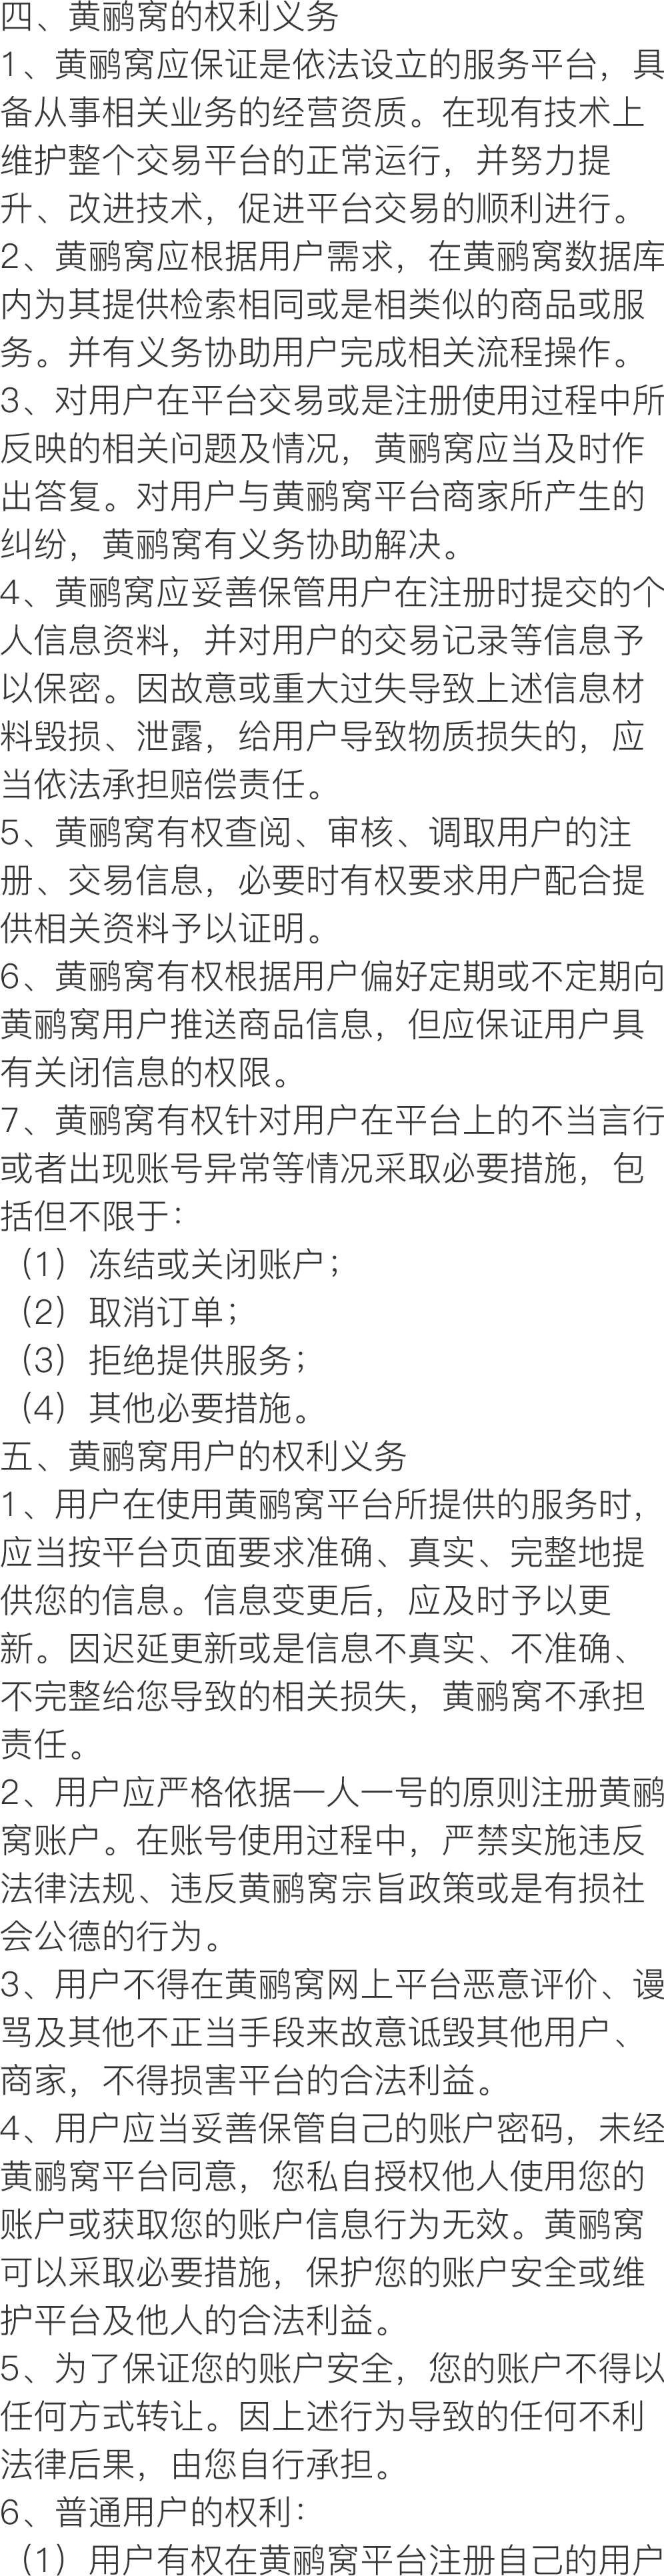 四、黄鹂窝的权利义务
1、黄鹂窝应保证是依法设立的服务平台，具
备从事相关业务的经营资质。在现有技术上
维护整个交易平台的正常运行，并努力提
升、改进技术，促进平台交易的顺利进行。
2、黄鹂窝应根据用户需求，在黄鹂窝数据库
内为其提供检索相同或是相类似的商品或服
务。并有义务协助用户完成相关流程操作。
3、对用户在平台交易或是注册使用过程中所
反映的相关问题及情况，黄鹂窝应当及时作
出答复。对用户与黄鹂窝平台商家所产生的
纠纷，黄鹂窝有义务协助解决。
4、黄鹂窝应妥善保管用户在注册时提交的个
人信息资料，并对用户的交易记录等信息予
以保密。因故意或重大过失导致上述信息材
料毁损、泄露，给用户导致物质损失的，应
当依法承担赔偿责任。
5、黄鹂窝有权查阅、审核、调取用户的注
册、交易信息，必要时有权要求用户配合提
供相关资料予以证明。
6、黄鹂窝有权根据用户偏好定期或不定期向
黄鹂窝用户推送商品信息，但应保证用户具
有关闭信息的权限。
7、黄鹂窝有权针对用户在平台上的不当言行
或者出现账号异常等情况采取必要措施，包
括但不限于：
（1）冻结或关闭账户；
（2）取消订单；
（3）拒绝提供服务；
（4）其他必要措施。
五、黄鹂窝用户的权利义务
1、用户在使用黄鹂窝平台所提供的服务时，
应当按平台页面要求准确、真实、完整地提
供您的信息。信息变更后，应及时予以更
新。因迟延更新或是信息不真实、不准确、
不完整给您导致的相关损失，黄鹂窝不承担
责任。
2、用户应严格依据一人一号的原则注册黄鹂
窝账户。在账号使用过程中，严禁实施违反
法律法规、违反黄鹂窝宗旨政策或是有损社
会公德的行为。
3、用户不得在黄鹂窝网上平台恶意评价、谩
骂及其他不正当手段来故意诋毁其他用户、
商家，不得损害平台的合法利益。
4、用户应当妥善保管自己的账户密码，未经
黄鹂窝平台同意，您私自授权他人使用您的
账户或获取您的账户信息行为无效。黄鹂窝
可以采取必要措施，保护您的账户安全或维
护平台及他人的合法利益。
5、为了保证您的账户安全，您的账户不得以
任何方式转让。因上述行为导致的任何不利
法律后果，由您自行承担。
6、普通用户的权利：
（1）用户有权在黄鹂窝平台注册自己的用户